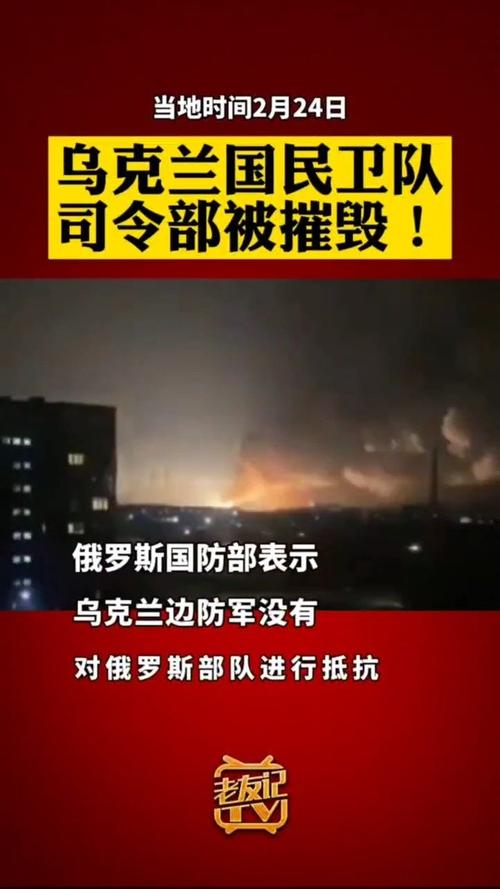 当地时间2月24日
乌克兰国民卫队
司令部被摧毁！
俄罗斯国防部表示
乌克兰边防军没有
对俄罗斯部队进行抵抗
老友记
TV